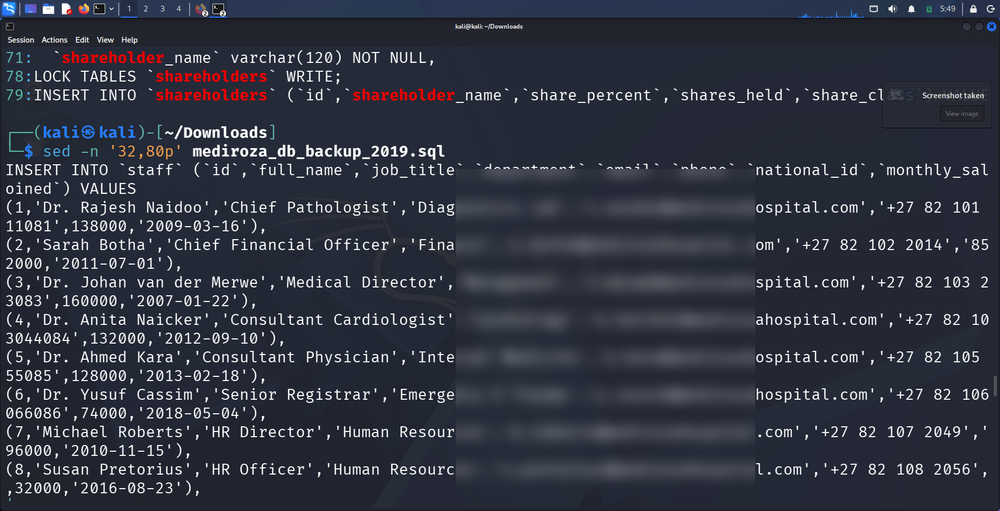 1 2 3 4
5:49
kali@kali: ~/Downloads
Session Actions Edit View Help
71:  `shareholder_name` varchar(120) NOT NULL,
78:LOCK TABLES `shareholders` WRITE;
79:INSERT INTO `shareholders` (`id`,`shareholder_name`,`share_percent`,`shares_held`,`share_class`) VALUE
Screenshot taken
View image
File System
(kali㉿kali)-[~/Downloads]
$ sed -n '32,80p' mediroza_db_backup_2019.sql
INSERT INTO `staff` (`id`,`full_name`,`job_title`,`department`,`email`,`phone`,`national_id`,`monthly_sal
oined`) VALUES
(1,'Dr. Rajesh Naidoo','Chief Pathologist','Diag ospital.com','+27 82 101
11081',138000,'2009-03-16'),
(2,'Sarah Botha','Chief Financial Officer','Fina om','+27 82 102 2014','85
2000,'2011-07-01'),
(3,'Dr. Johan van der Merwe','Medical Director', spital.com','+27 82 103 2
3083',160000,'2007-01-22'),
(4,'Dr. Anita Naicker','Consultant Cardiologist' ahospital.com','+27 82 10
3044084',132000,'2012-09-10'),
(5,'Dr. Ahmed Kara','Consultant Physician','Inte ospital.com','+27 82 105
55085',128000,'2013-02-18'),
(6,'Dr. Yusuf Cassim','Senior Registrar','Emerge hospital.com','+27 82 106
066086',74000,'2018-05-04'),
(7,'Michael Roberts','HR Director','Human Resour .com','+27 82 107 2049','
96000,'2010-11-15'),
(8,'Susan Pretorius','HR Officer','Human Resourc l.com','+27 82 108 2056',
,32000,'2016-08-23'),